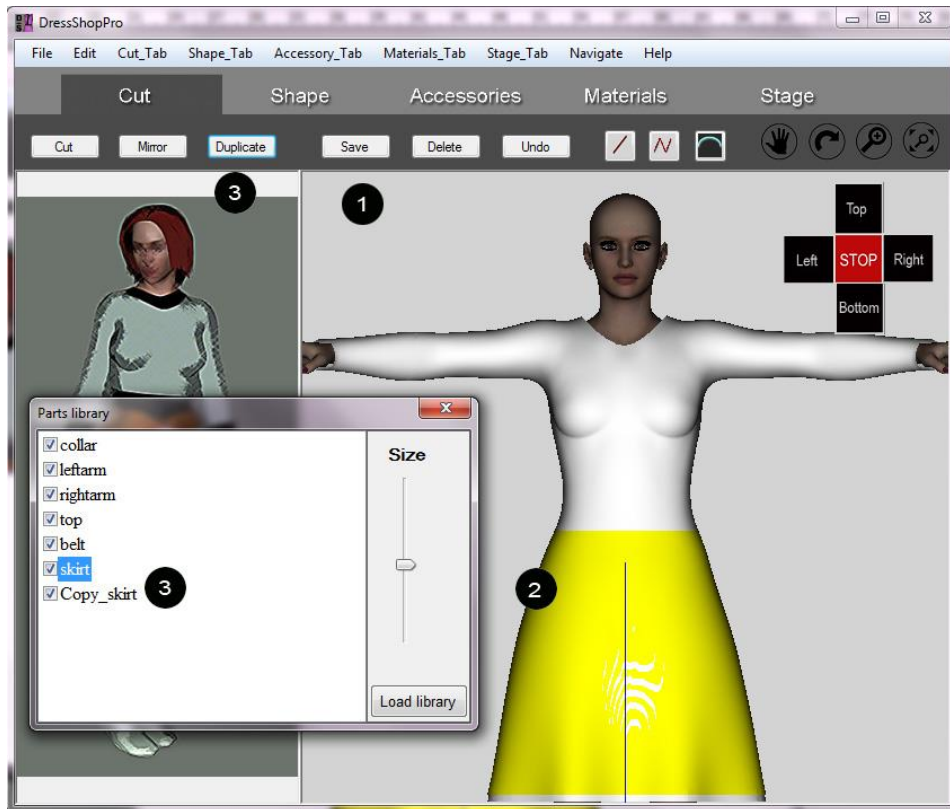 DressShopPro
File Edit Cut_Tab Shape_Tab Accessory_Tab Materials_Tab Stage_Tab Navigate Help
Cut Shape Accessories Materials Stage
Cut Mirror Duplicate Save Delete Undo
3
1
Top
Left STOP Right
Bottom
Parts library
collar
leftarm
rightarm
top
belt
skirt
Copy_skirt
3
Size
Load library
2